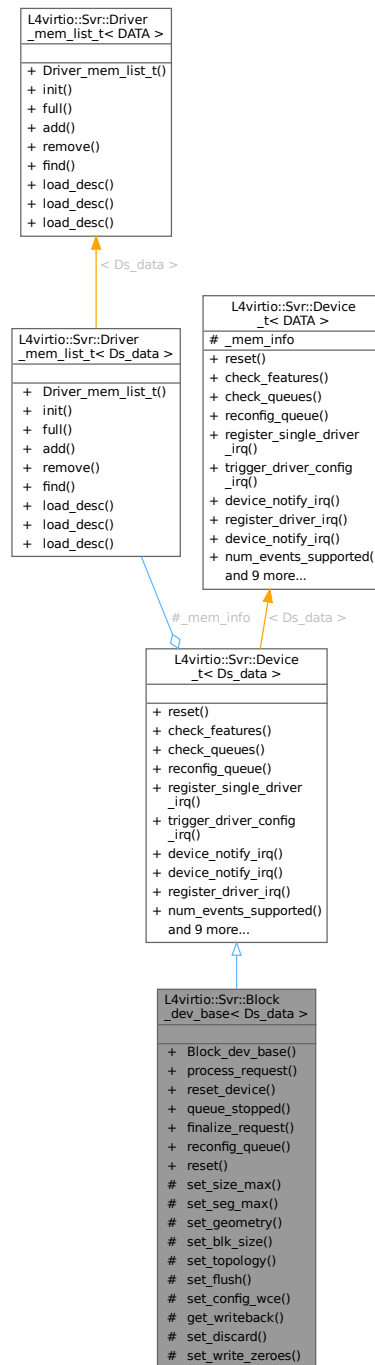 L4virtio::Svr::Driver
_mem_list_t< DATA >
+ Driver_mem_list_t()
+ init()
+ full()
+ add()
+ remove()
+ find()
+ load_desc()
+ load_desc()
+ load_desc()
< Ds_data >
L4virtio::Svr::Driver
_mem_list_t< Ds_data >
+ Driver_mem_list_t()
+ init()
+ full()
+ add()
+ remove()
+ find()
+ load_desc()
+ load_desc()
+ load_desc()
L4virtio::Svr::Device
_t< DATA >
# _mem_info
+ reset()
+ check_features()
+ check_queues()
+ reconfig_queue()
+ register_single_driver
_irq()
+ trigger_driver_config
_irq()
+ device_notify_irq()
+ register_driver_irq()
+ device_notify_irq()
+ num_events_supported()
and 9 more...
#_mem_info
< Ds_data >
L4virtio::Svr::Device
_t< Ds_data >
+ reset()
+ check_features()
+ check_queues()
+ reconfig_queue()
+ register_single_driver
_irq()
+ trigger_driver_config
_irq()
+ device_notify_irq()
+ device_notify_irq()
+ register_driver_irq()
+ num_events_supported()
and 9 more...
L4virtio::Svr::Block
_dev_base< Ds_data >
+ Block_dev_base()
+ process_request()
+ reset_device()
+ queue_stopped()
+ finalize_request()
+ reconfig_queue()
+ reset()
# set_size_max()
# set_seg_max()
# set_geometry()
# set_blk_size()
# set_topology()
# set_flush()
# set_config_wce()
# get_writeback()
# set_discard()
# set_write_zeroes()